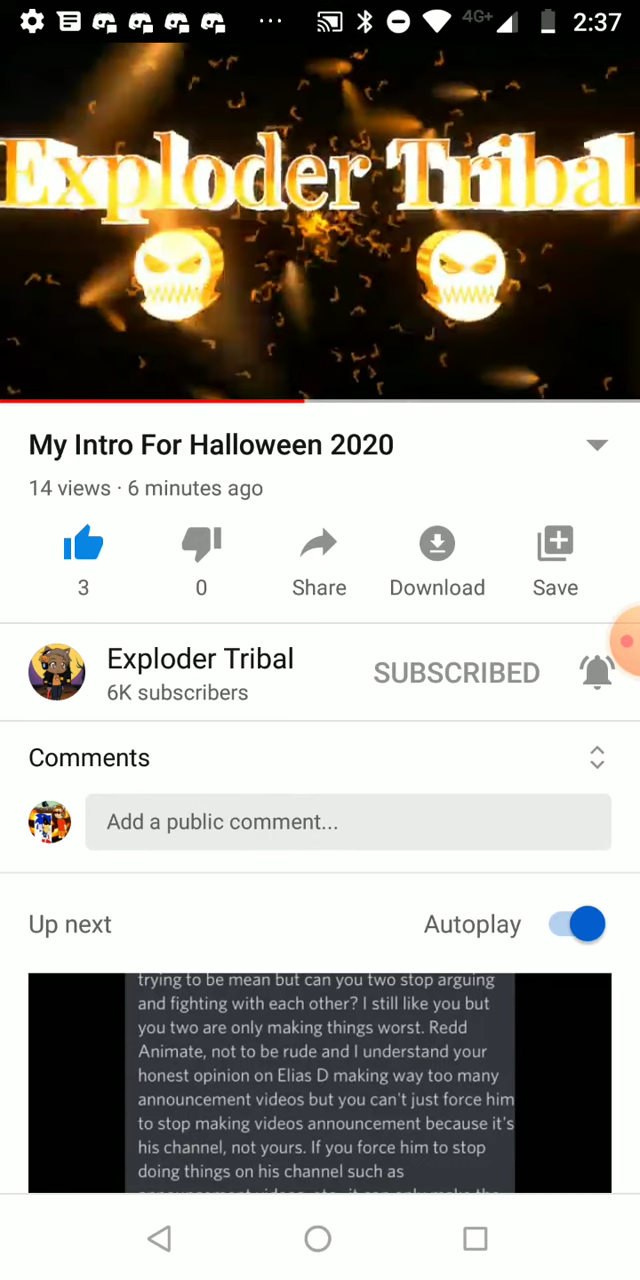 4G+ 2:37
Exploder Tribal
My Intro For Halloween 2020
14 views · 6 minutes ago
3 0 Share Download Save
Exploder Tribal
6K subscribers
SUBSCRIBED
Comments
Add a public comment...
Up next Autoplay
trying to be mean but can you two stop arguing
and fighting with each other? I still like you but
you two are only making things worst. Redd
Animate, not to be rude and I understand your
honest opinion on Elias D making way too many
announcement videos but you can't just force him
to stop making videos announcement because it's
his channel, not yours. If you force him to stop
doing things on his channel such as